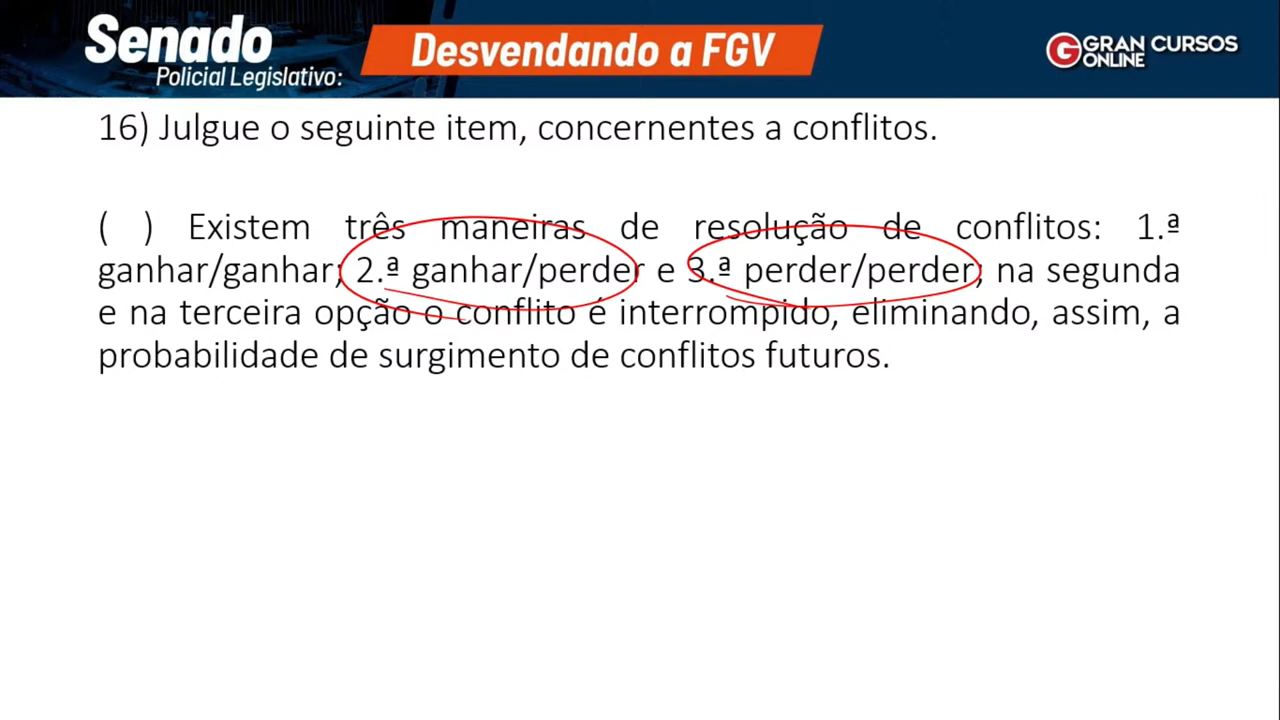 Senado
Policial Legislativo:
Desvendando a FGV
GRAN CURSOS
ONLINE
16) Julgue o seguinte item, concernentes a conflitos.
( ) Existem três maneiras de resolução de conflitos: 1.ª
ganhar/ganhar; 2.ª ganhar/perder e 3.ª perder/perder; na segunda
e na terceira opção o conflito é interrompido, eliminando, assim, a
probabilidade de surgimento de conflitos futuros.